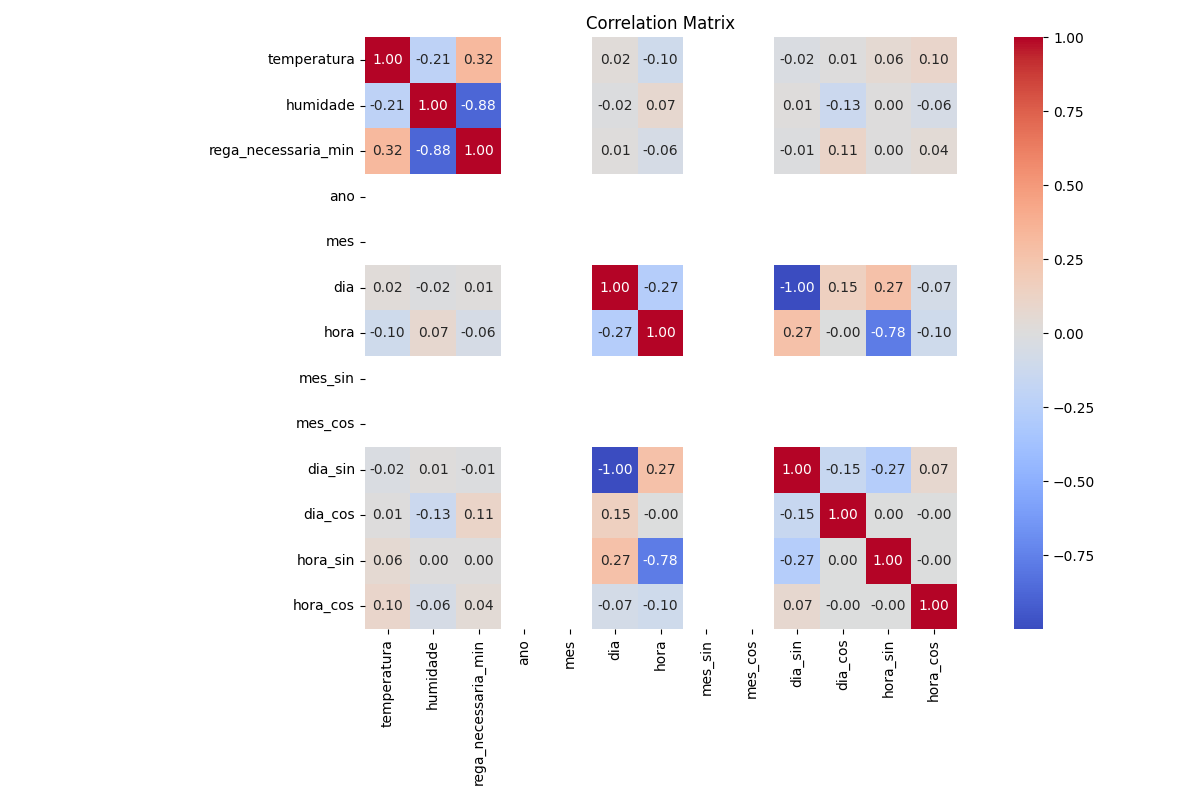 Correlation Matrix
temperatura 1.00 -0.21 0.32 0.02 -0.10 -0.02 0.01 0.06 0.10
humidade -0.21 1.00 -0.88 -0.02 0.07 0.01 -0.13 0.00 -0.06
rega_necessaria_min 0.32 -0.88 1.00 0.01 -0.06 -0.01 0.11 0.00 0.04
ano
mes
dia 0.02 -0.02 0.01 1.00 -0.27 -1.00 0.15 0.27 -0.07
hora -0.10 0.07 -0.06 -0.27 1.00 0.27 -0.00 -0.78 -0.10
mes_sin
mes_cos
dia_sin -0.02 0.01 -0.01 -1.00 0.27 1.00 -0.15 -0.27 0.07
dia_cos 0.01 -0.13 0.11 0.15 -0.00 -0.15 1.00 0.00 -0.00
hora_sin 0.06 0.00 0.00 0.27 -0.78 -0.27 0.00 1.00 -0.00
hora_cos 0.10 -0.06 0.04 -0.07 -0.10 0.07 -0.00 -0.00 1.00
temperatura
humidade
rega_necessaria_min
ano
mes
dia
hora
mes_sin
mes_cos
dia_sin
dia_cos
hora_sin
hora_cos
1.00
0.75
0.50
0.25
0.00
−0.25
−0.50
−0.75